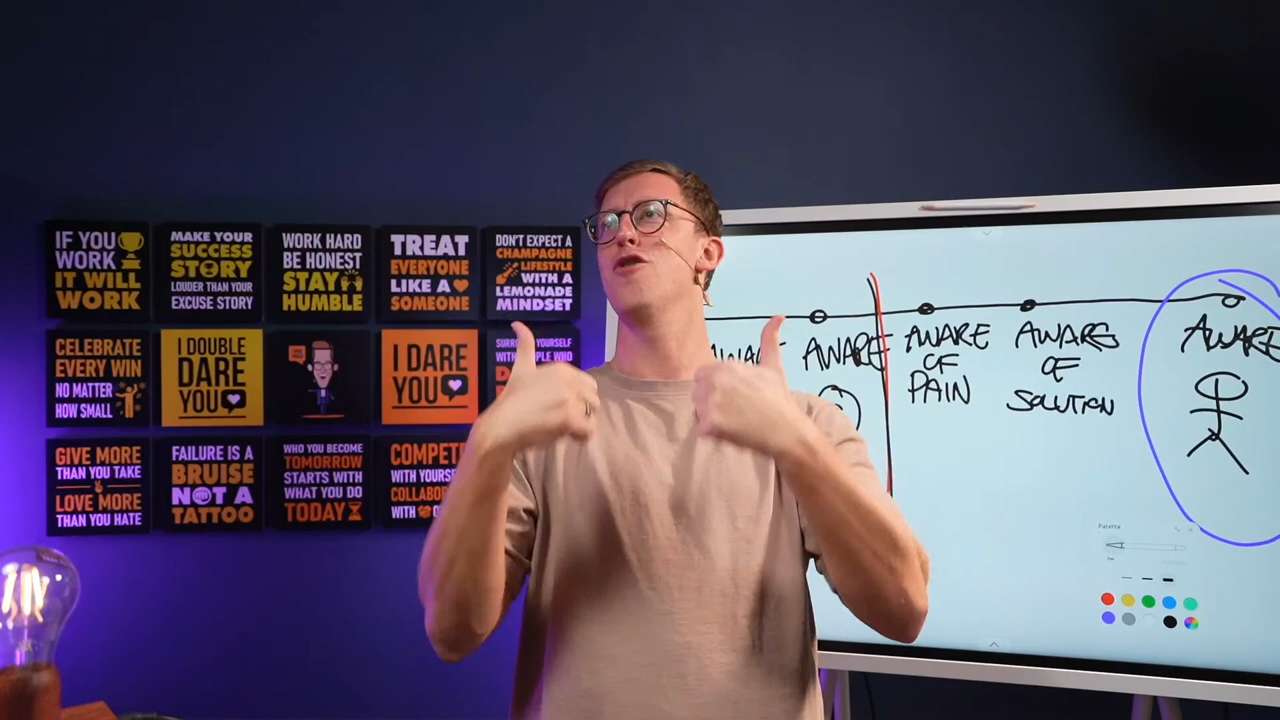 IF YOU
WORK
IT WILL
WORK
MAKE YOUR
SUCCESS
STORY
LOUDER THAN YOUR
EXCUSE STORY
WORK HARD
BE HONEST
STAY
HUMBLE
TREAT
EVERYONE
LIKE A
SOMEONE
DON'T EXPECT A
CHAMPAGNE
LIFESTYLE
WITH A
LEMONADE
MINDSET
CELEBRATE
EVERY WIN
NO MATTER
HOW SMALL
I DOUBLE
DARE
YOU
I DARE
YOU
GIVE MORE
THAN YOU TAKE
LOVE MORE
THAN YOU HATE
FAILURE IS A
BRUISE
NOT A
TATTOO
WHO YOU BECOME
TOMORROW
STARTS WITH
WHAT YOU DO
TODAY
WITH
AWARE
AWARE
OF
PAIN
AWARE
OF
SOLUTION
AWARE
Palette